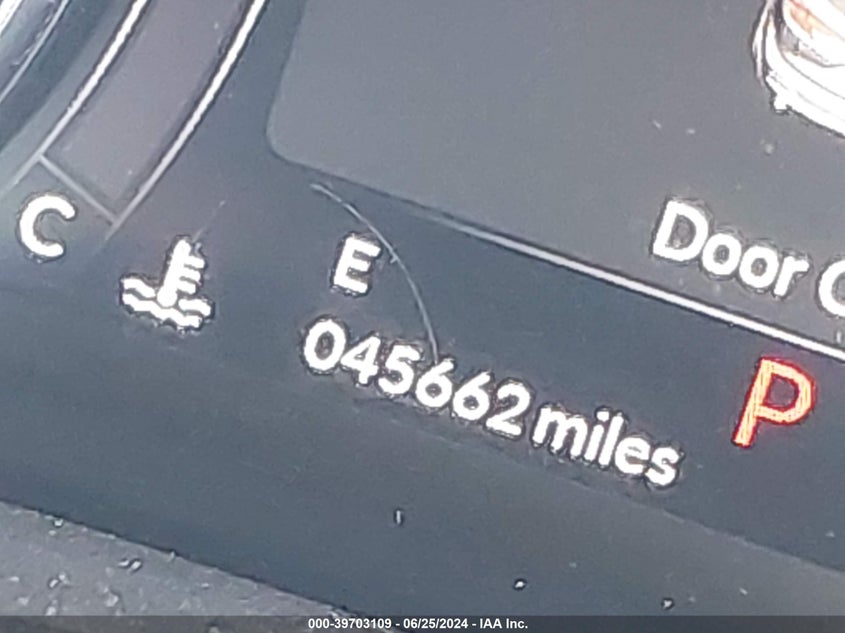 C
E
Door
045662 miles
P
000-39703109 - 06/25/2024 - IAA Inc.